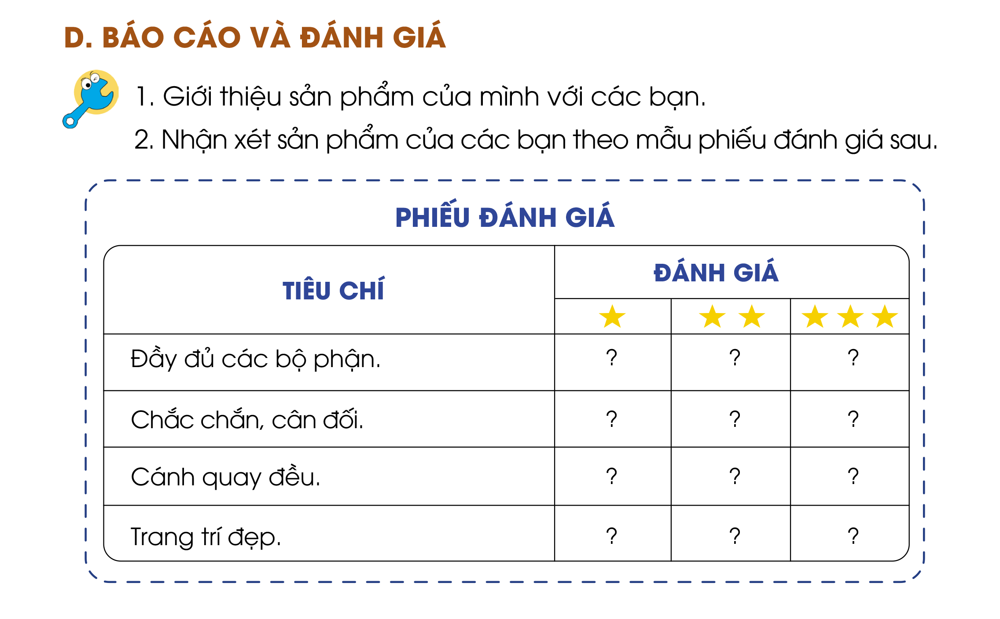 D. BÁO CÁO VÀ ĐÁNH GIÁ
1. Giới thiệu sản phẩm của mình với các bạn.
2. Nhận xét sản phẩm của các bạn theo mẫu phiếu đánh giá sau.
PHIẾU ĐÁNH GIÁ
TIÊU CHÍ
ĐÁNH GIÁ
Đầy đủ các bộ phận. ? ? ?
Chắc chắn, cân đối. ? ? ?
Cánh quay đều. ? ? ?
Trang trí đẹp. ? ? ?